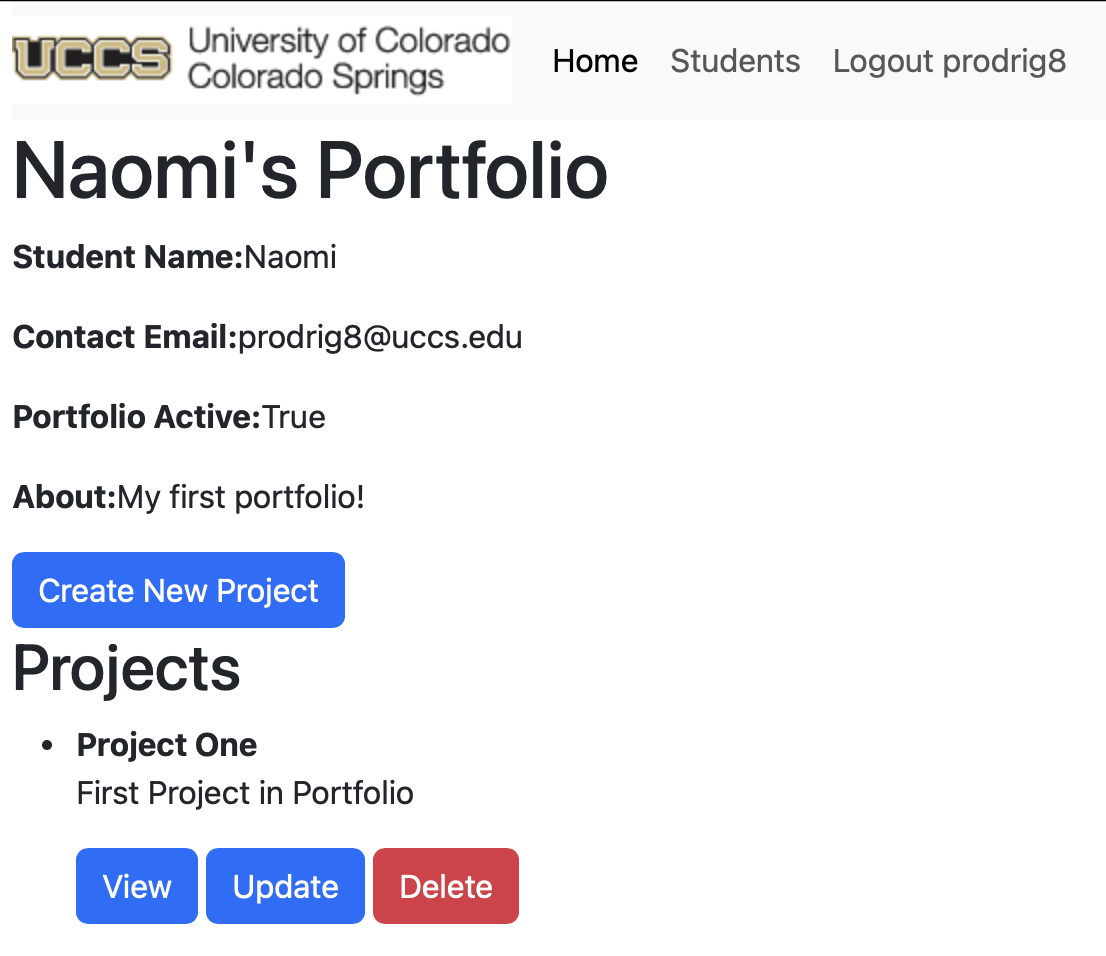 UCCS University of Colorado
Colorado Springs
Home Students Logout prodrig8
Naomi's Portfolio
Student Name:Naomi
Contact Email:prodrig8@uccs.edu
Portfolio Active:True
About:My first portfolio!
Create New Project
Projects
• Project One
First Project in Portfolio
View Update Delete